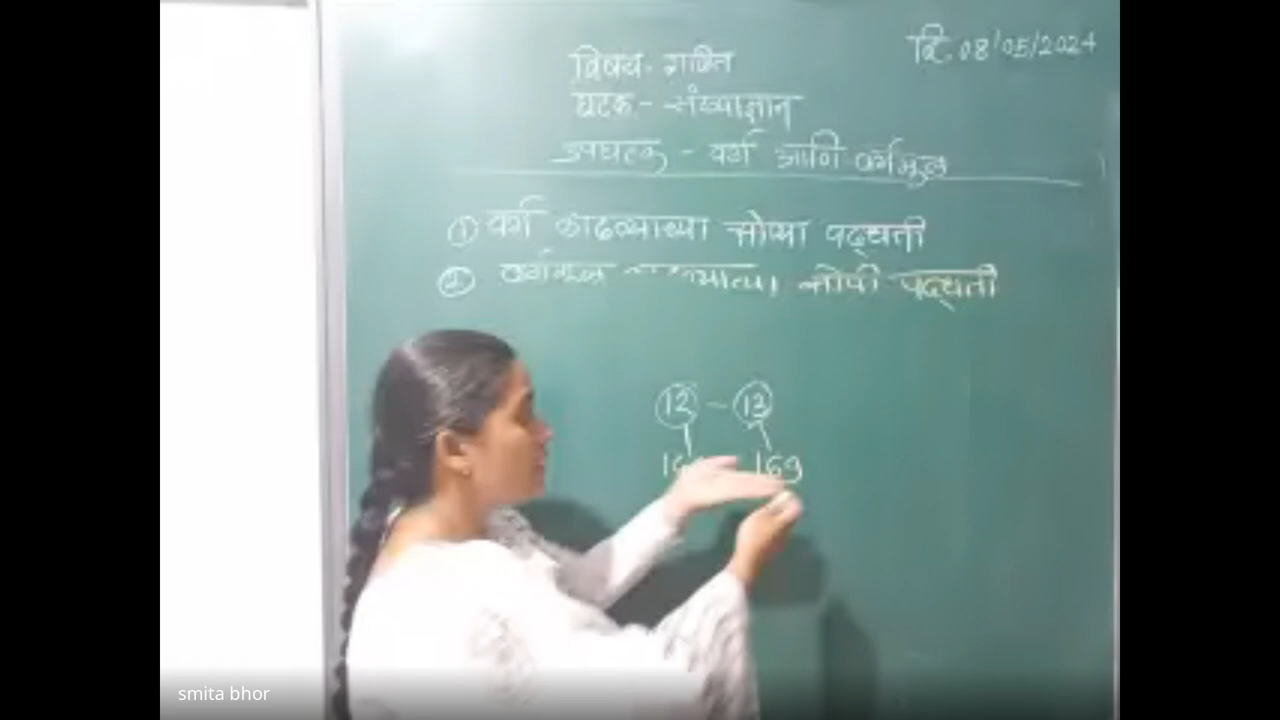 दि. 08/05/2024
विषय- गणित
घटक - संख्याज्ञान
उपघटक - वर्ग आणि वर्गमूळ
① वर्ग काढण्याच्या सोप्या पद्धती
② वर्गमूळ सोपी पद्धती
12 - 13
169
smita bhor